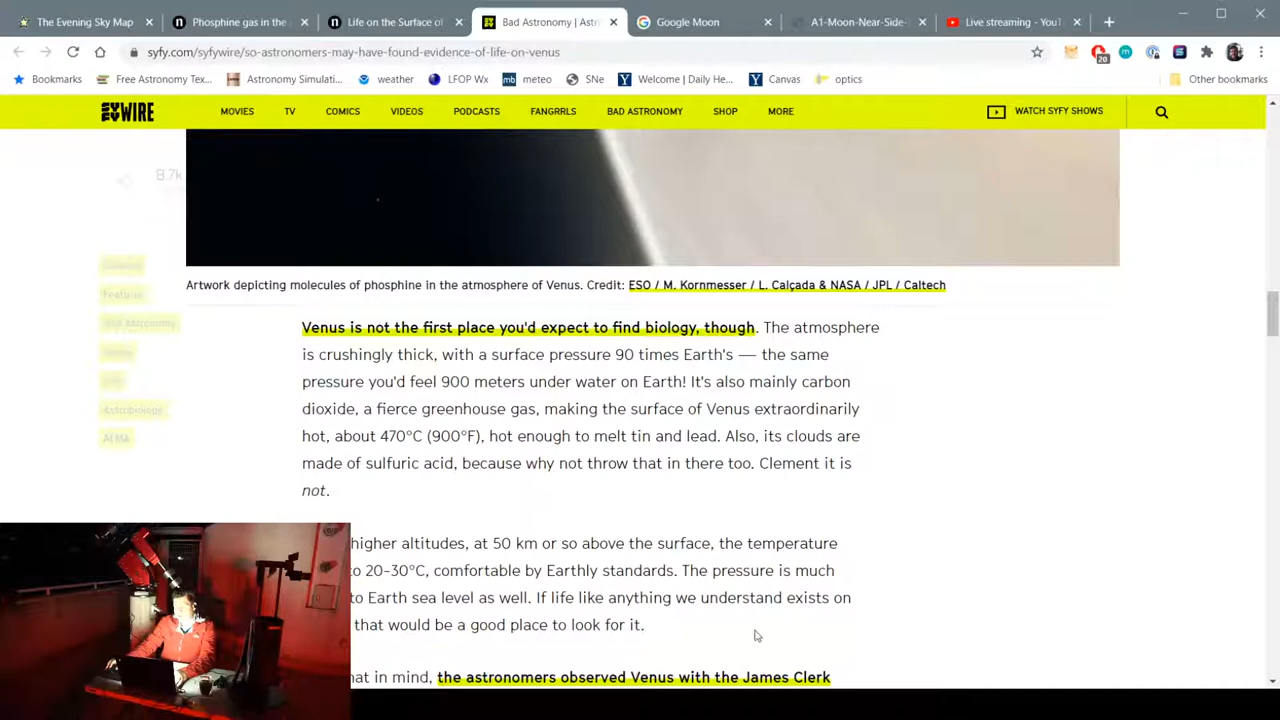 The Evening Sky Map
Phosphine gas in the
Life on the Surface of
Bad Astronomy | Ast
Google Moon
A1-Moon-Near-Side-
Live streaming - YouT
syfy.com/syfywire/so-astronomers-may-have-found-evidence-of-life-on-venus
20
Bookmarks
Free Astronomy Tex...
Astronomy Simulati...
weather
LFOP Wx
mb meteo
SNe
Y Welcome | Daily He...
Y Canvas
optics
Other bookmarks
SYFY WIRE
MOVIES TV COMICS VIDEOS PODCASTS FANGRRLS BAD ASTRONOMY SHOP MORE
WATCH SYFY SHOWS
8.7k
Features
Bad Astronomy
Astrobiology
ALMA
Artwork depicting molecules of phosphine in the atmosphere of Venus. Credit: ESO / M. Kornmesser / L. Calçada & NASA / JPL / Caltech
Venus is not the first place you'd expect to find biology, though. The atmosphere
is crushingly thick, with a surface pressure 90 times Earth's — the same
pressure you'd feel 900 meters under water on Earth! It's also mainly carbon
dioxide, a fierce greenhouse gas, making the surface of Venus extraordinarily
hot, about 470°C (900°F), hot enough to melt tin and lead. Also, its clouds are
made of sulfuric acid, because why not throw that in there too. Clement it is
not.
higher altitudes, at 50 km or so above the surface, the temperature
to 20-30°C, comfortable by Earthly standards. The pressure is much
to Earth sea level as well. If life like anything we understand exists on
that would be a good place to look for it.
hat in mind, the astronomers observed Venus with the James Clerk